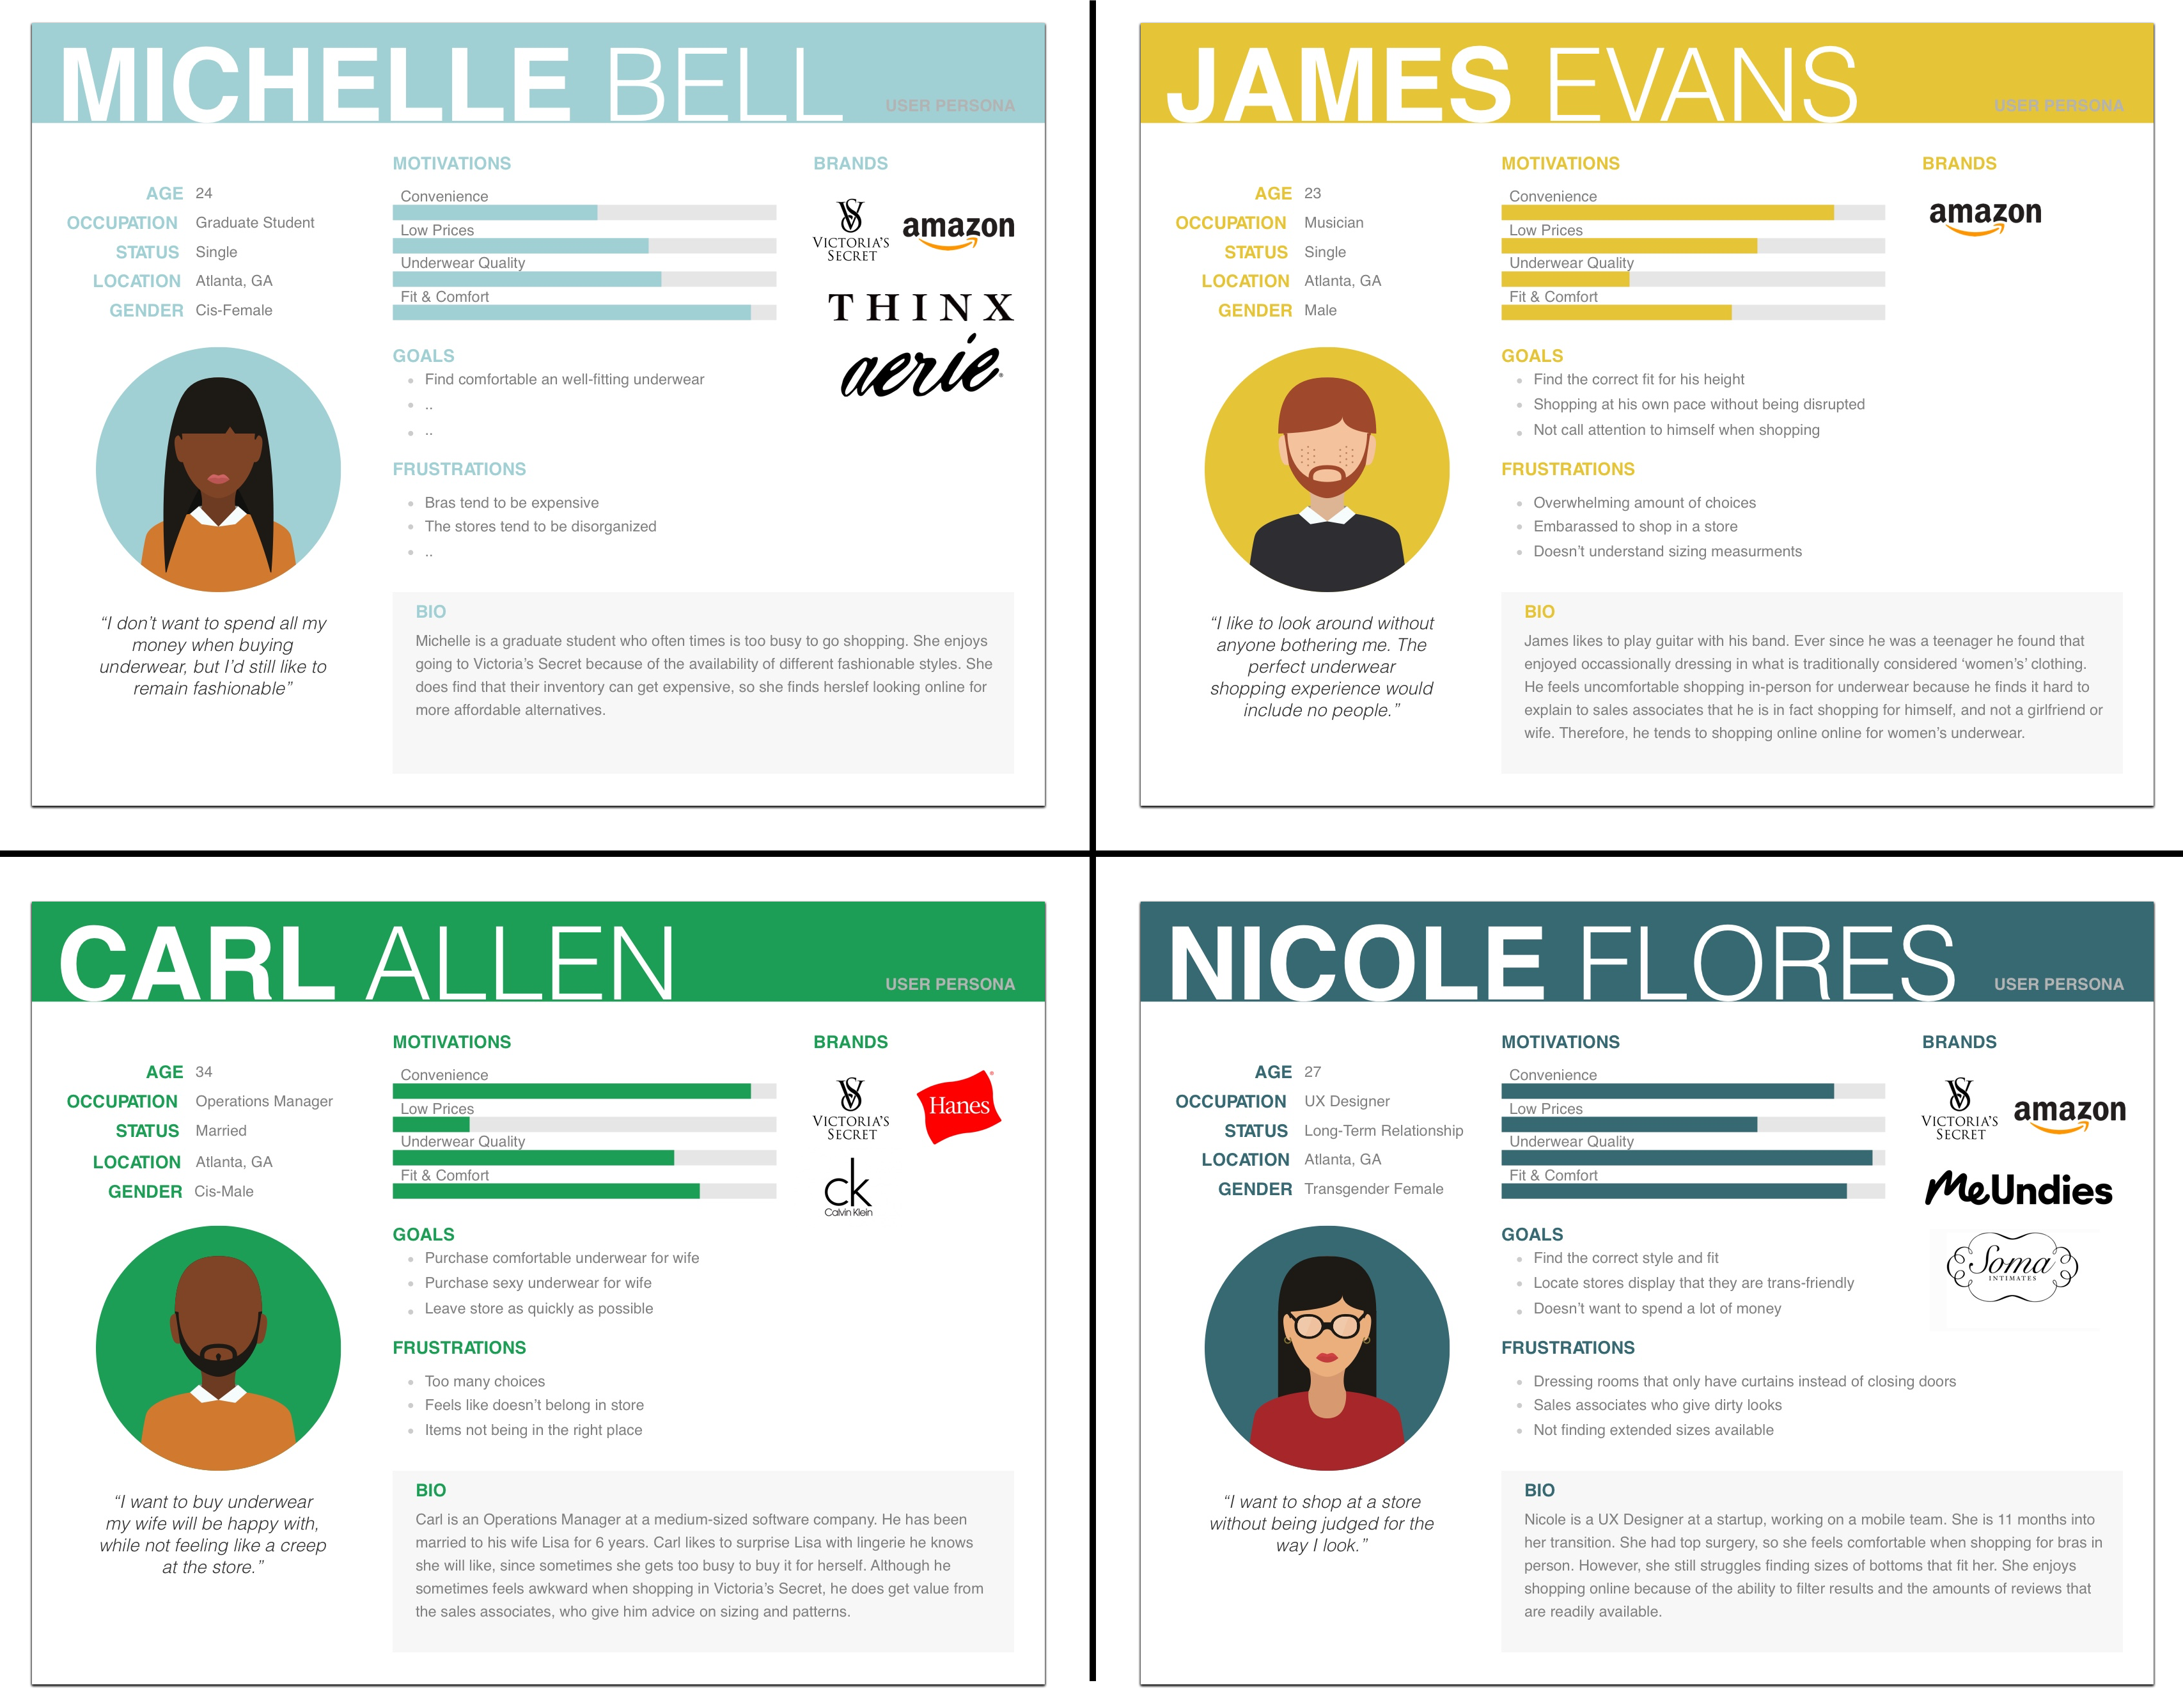 MICHELLE BELL
USER PERSONA
AGE 24
OCCUPATION Graduate Student
STATUS Single
LOCATION Atlanta, GA
GENDER Cis-Female
“I don’t want to spend all my
money when buying
underwear, but I’d still like to
remain fashionable”
MOTIVATIONS
Convenience
Low Prices
Underwear Quality
Fit & Comfort
GOALS
• Find comfortable an well-fitting underwear
• ..
• ..
FRUSTRATIONS
• Bras tend to be expensive
• The stores tend to be disorganized
• ..
BRANDS
VS
VICTORIA’S
SECRET
amazon
THINX
aerie
BIO
Michelle is a graduate student who often times is too busy to go shopping. She enjoys
going to Victoria’s Secret because of the availability of different fashionable styles. She
does find that their inventory can get expensive, so she finds herslef looking online for
more affordable alternatives.
JAMES EVANS
USER PERSONA
AGE 23
OCCUPATION Musician
STATUS Single
LOCATION Atlanta, GA
GENDER Male
“I like to look around without
anyone bothering me. The
perfect underwear
shopping experience would
include no people.”
MOTIVATIONS
Convenience
Low Prices
Underwear Quality
Fit & Comfort
GOALS
• Find the correct fit for his height
• Shopping at his own pace without being disrupted
• Not call attention to himself when shopping
FRUSTRATIONS
• Overwhelming amount of choices
• Embarassed to shop in a store
• Doesn’t understand sizing measurments
BRANDS
amazon
BIO
James likes to play guitar with his band. Ever since he was a teenager he found that
enjoyed occassionally dressing in what is traditionally considered ‘women’s’ clothing.
He feels uncomfortable shopping in-person for underwear because he finds it hard to
explain to sales associates that he is in fact shopping for himself, and not a girlfriend or
wife. Therefore, he tends to shopping online online for women’s underwear.
CARL ALLEN
USER PERSONA
AGE 34
OCCUPATION Operations Manager
STATUS Married
LOCATION Atlanta, GA
GENDER Cis-Male
“I want to buy underwear
my wife will be happy with,
while not feeling like a creep
at the store.”
MOTIVATIONS
Convenience
Low Prices
Underwear Quality
Fit & Comfort
GOALS
• Purchase comfortable underwear for wife
• Purchase sexy underwear for wife
• Leave store as quickly as possible
FRUSTRATIONS
• Too many choices
• Feels like doesn’t belong in store
• Items not being in the right place
BRANDS
VS
VICTORIA’S
SECRET
Hanes
ck
Calvin Klein
BIO
Carl is an Operations Manager at a medium-sized software company. He has been
married to his wife Lisa for 6 years. Carl likes to surprise Lisa with lingerie he knows
she will like, since sometimes she gets too busy to buy it for herself. Although he
sometimes feels awkward when shopping in Victoria’s Secret, he does get value from
the sales associates, who give him advice on sizing and patterns.
NICOLE FLORES
USER PERSONA
AGE 27
OCCUPATION UX Designer
STATUS Long-Term Relationship
LOCATION Atlanta, GA
GENDER Transgender Female
“I want to shop at a store
without being judged for the
way I look.”
MOTIVATIONS
Convenience
Low Prices
Underwear Quality
Fit & Comfort
GOALS
• Find the correct style and fit
• Locate stores display that they are trans-friendly
• Doesn’t want to spend a lot of money
FRUSTRATIONS
• Dressing rooms that only have curtains instead of closing doors
• Sales associates who give dirty looks
• Not finding extended sizes available
BRANDS
VS
VICTORIA’S
SECRET
amazon
MeUndies
Soma
INTIMATES
BIO
Nicole is a UX Designer at a startup, working on a mobile team. She is 11 months into
her transition. She had top surgery, so she feels comfortable when shopping for bras in
person. However, she still struggles finding sizes of bottoms that fit her. She enjoys
shopping online because of the ability to filter results and the amounts of reviews that
are readily available.